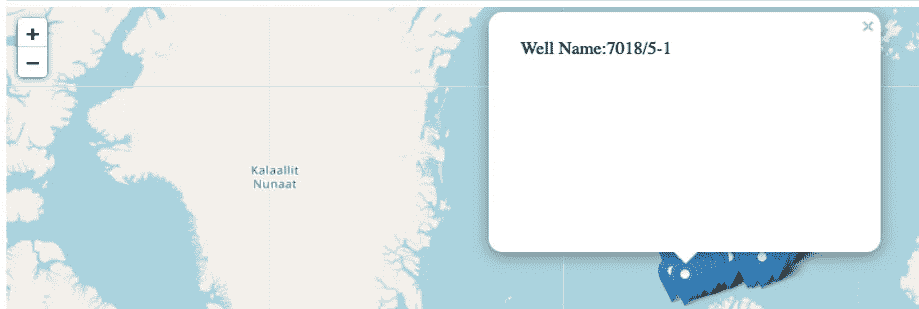 +
−
×
Well Name:7018/5-1
Kalaallit
Nunaat